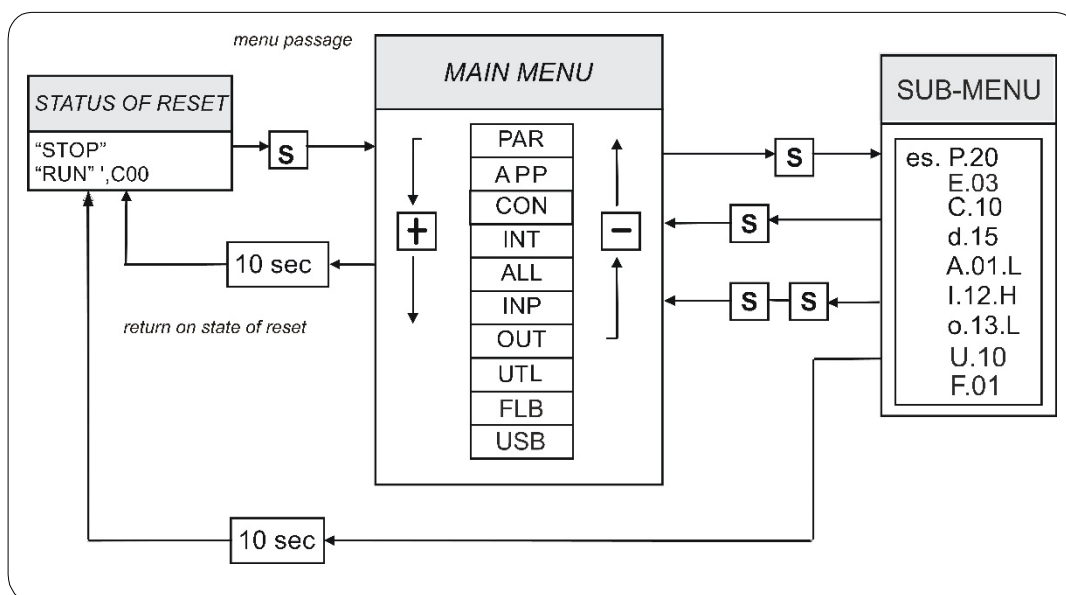 menu passage
STATUS OF RESET
“STOP”
“RUN” ',C00
S
10 sec
return on state of reset
MAIN MENU
+
PAR
APP
CON
INT
ALL
INP
OUT
UTL
FLB
USB
−
S
S
S S
SUB-MENU
es. P.20
E.03
C.10
d.15
A.01.L
I.12.H
o.13.L
U.10
F.01
10 sec